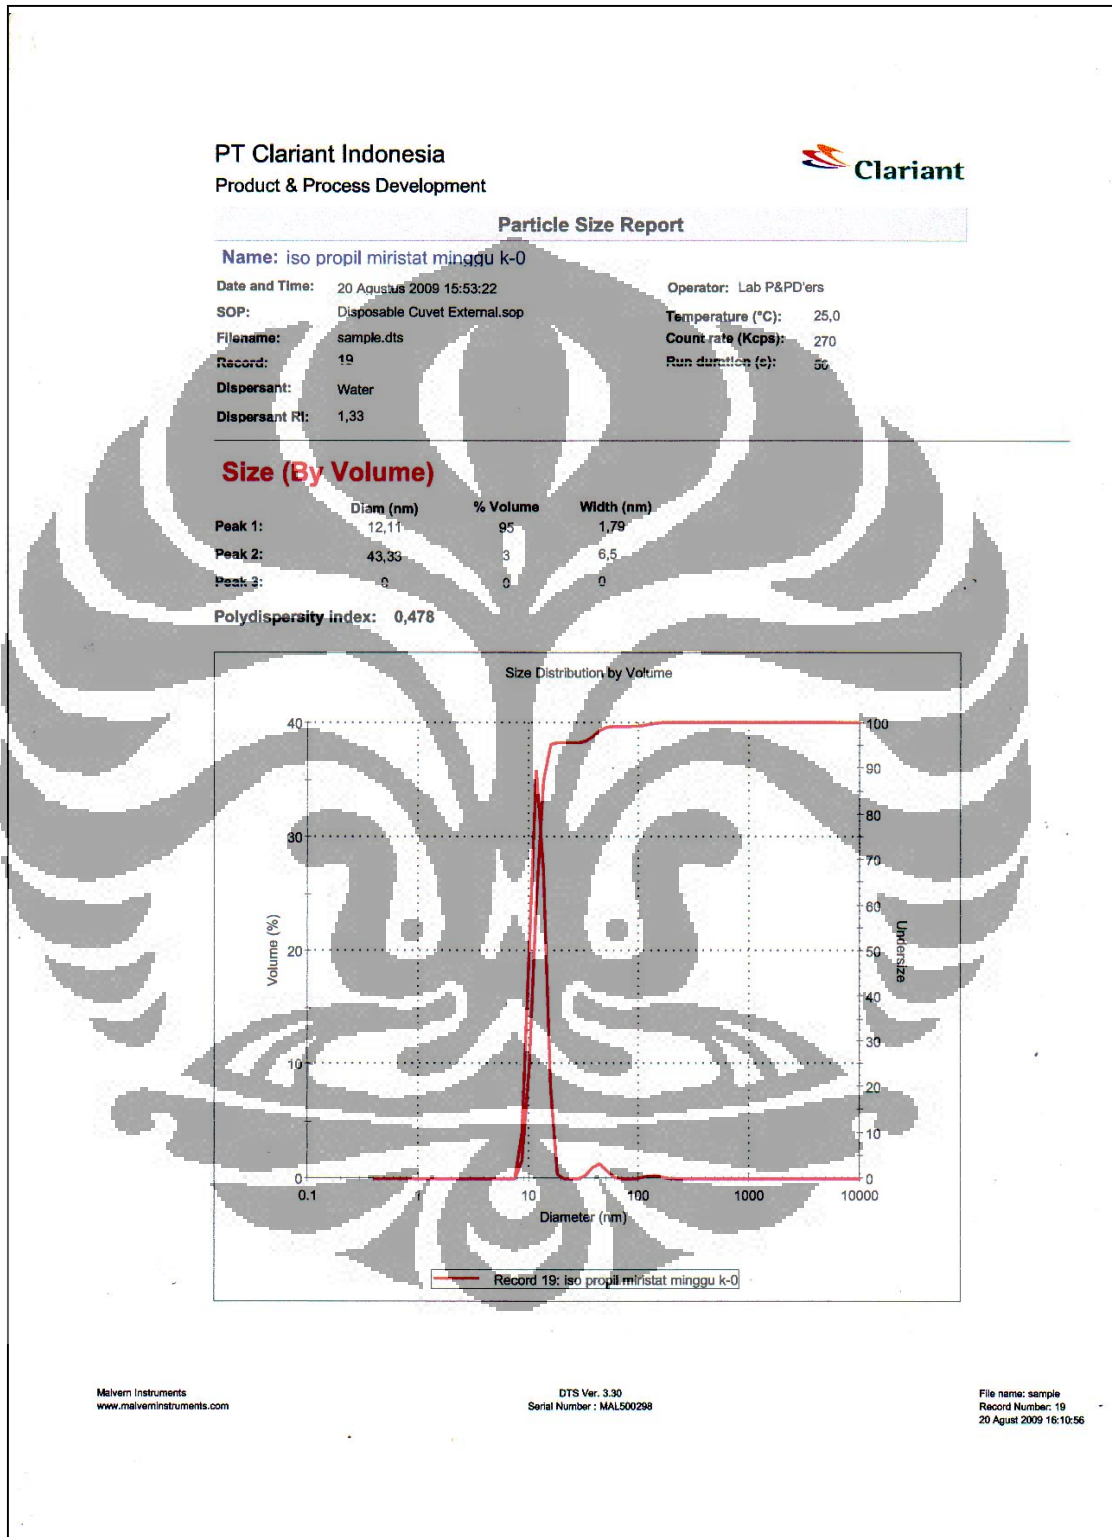 PT Clariant Indonesia
Clariant
Product & Process Development
Particle Size Report
Name: iso propil miristat minggu k-0
Date and Time: 20 Agustus 2009 15:53:22
Operator: Lab P&PD'ers
SOP: Disposable Cuvet External.sop
Temperature (°C): 25,0
Filename: sample.dts
Count rate (Kcps): 270
Record: 19
Run duration (s): 50
Dispersant: Water
Dispersant RI: 1,33
Size (By Volume)
Diam (nm) % Volume Width (nm)
Peak 1: 12,11 95 1,79
Peak 2: 43,33 3 6,5
Peak 3: 0 0 0
Polydispersity index: 0,478
Size Distribution by Volume
40 100
90
80
30
70
60
20 50
40
30
10
20
10
0 0
Volume (%)
Undersize
0.1 1 10 100 1000 10000
Diameter (nm)
Record 19: iso propil miristat minggu k-0
Malvern Instruments
www.malverninstruments.com
DTS Ver. 3.30
Serial Number : MAL500298
File name: sample
Record Number: 19
20 Agust 2009 16:10:56